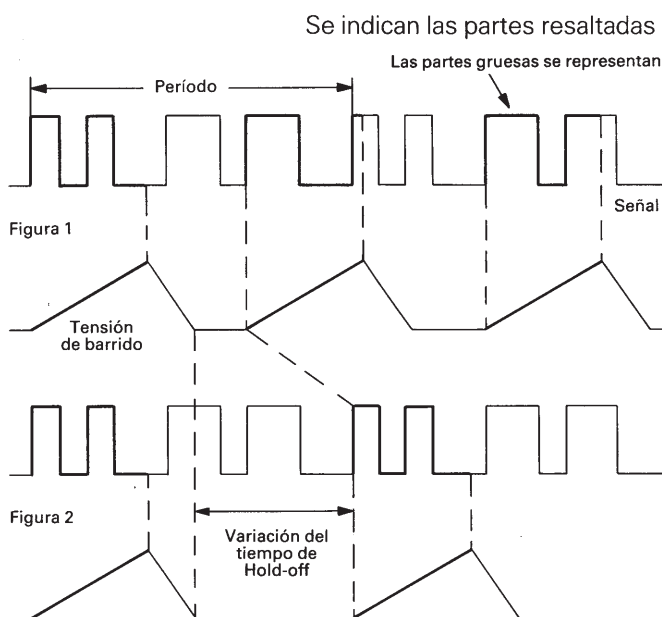 Se indican las partes resaltadas
Las partes gruesas se representan
Período
Señal
Figura 1
Tensión
de barrido
Figura 2
Variación del
tiempo de
Hold-off